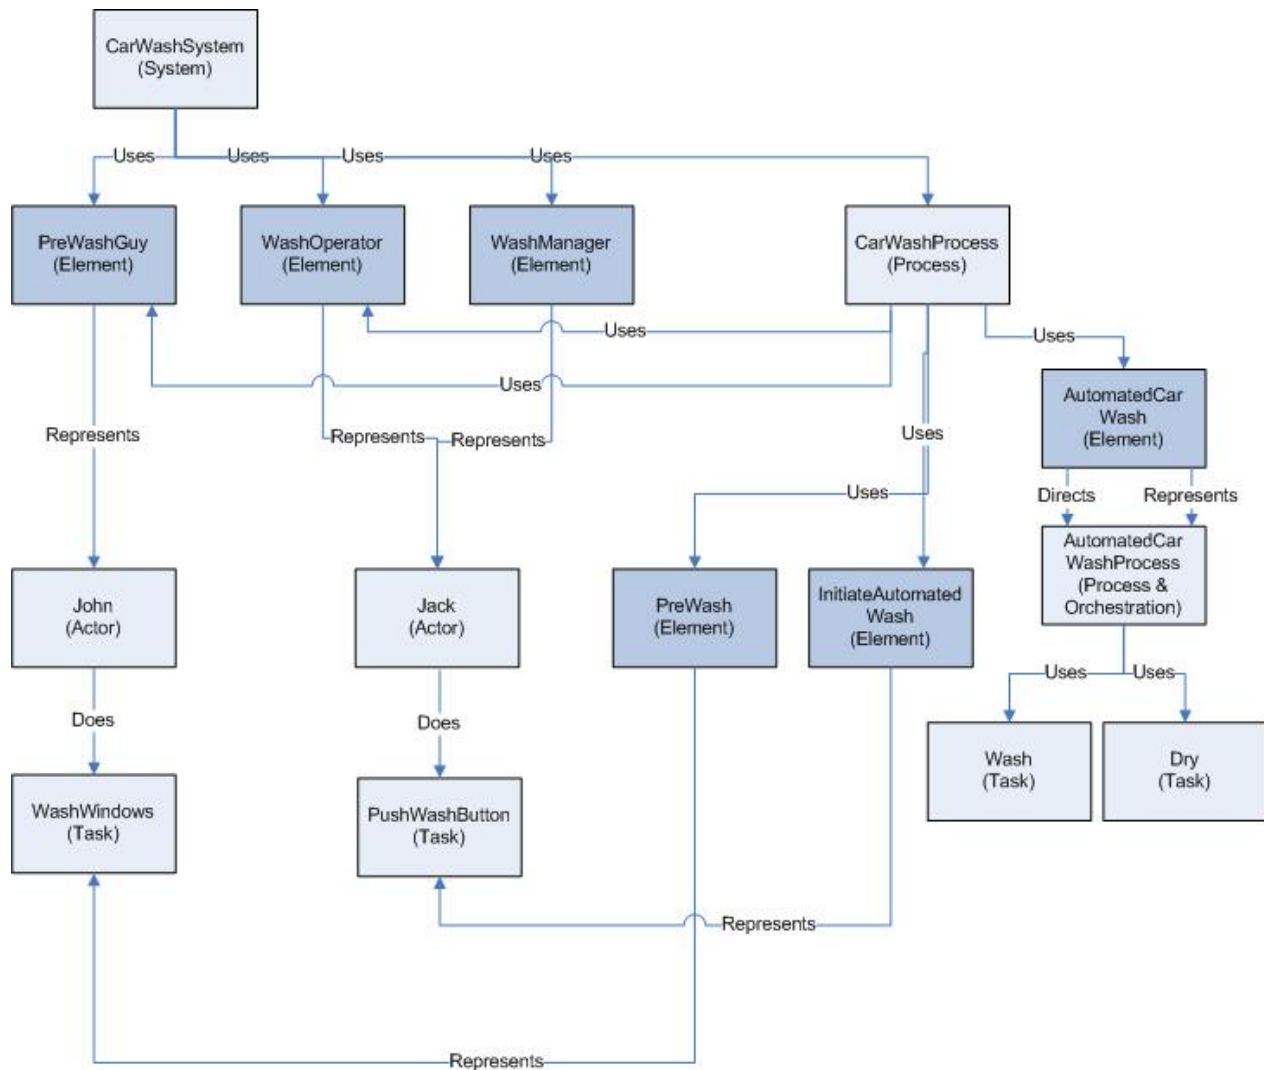 CarWashSystem
(System)
Uses
Uses
Uses
Uses
PreWashGuy
(Element)
WashOperator
(Element)
WashManager
(Element)
CarWashProcess
(Process)
Uses
Uses
Uses
AutomatedCar
Wash
(Element)
Represents
Represents
Represents
Uses
Uses
Directs
Represents
AutomatedCar
WashProcess
(Process &
Orchestration)
John
(Actor)
Jack
(Actor)
PreWash
(Element)
InitiateAutomated
Wash
(Element)
Uses
Uses
Does
Does
Wash
(Task)
Dry
(Task)
WashWindows
(Task)
PushWashButton
(Task)
Represents
Represents